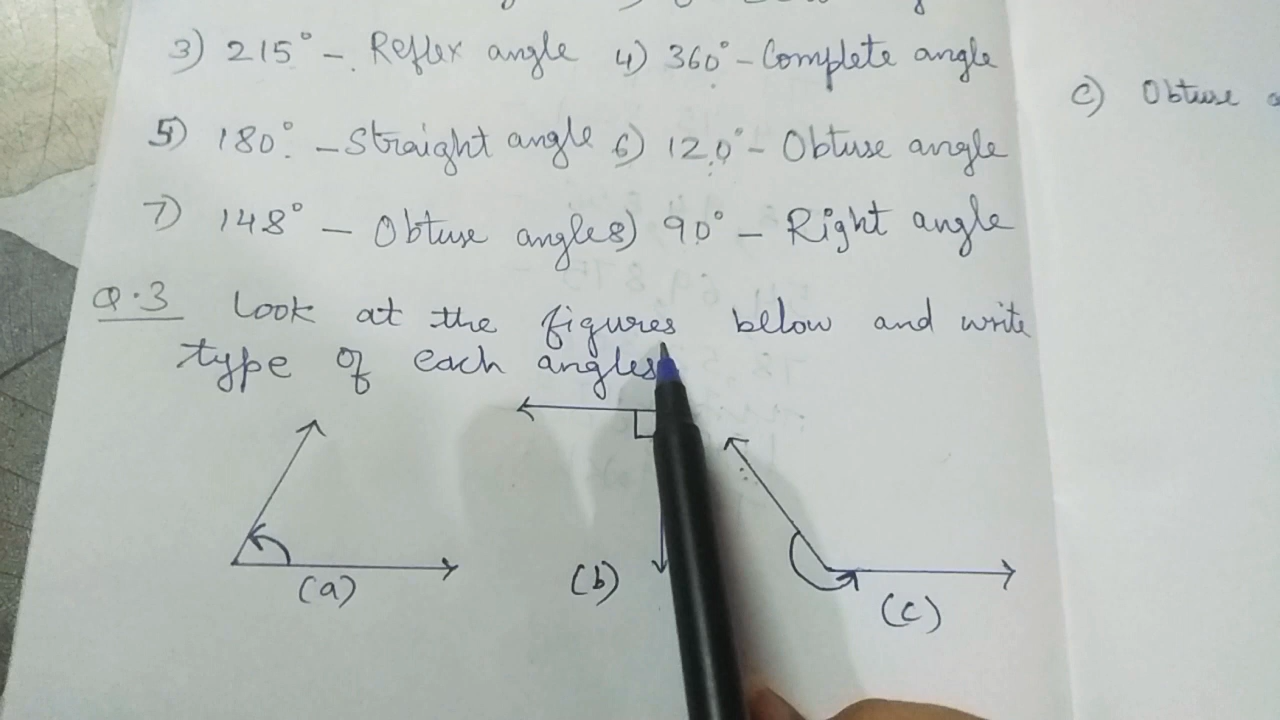 3) 215° - Reflex angle 4) 360° - Complete angle
c) Obtuse
5) 180° - Straight angle 6) 120° - Obtuse angle
7) 148° - Obtuse angle 8) 90° - Right angle
Q.3 Look at the figures below and write
type of each angles
(a)
(b)
(c)